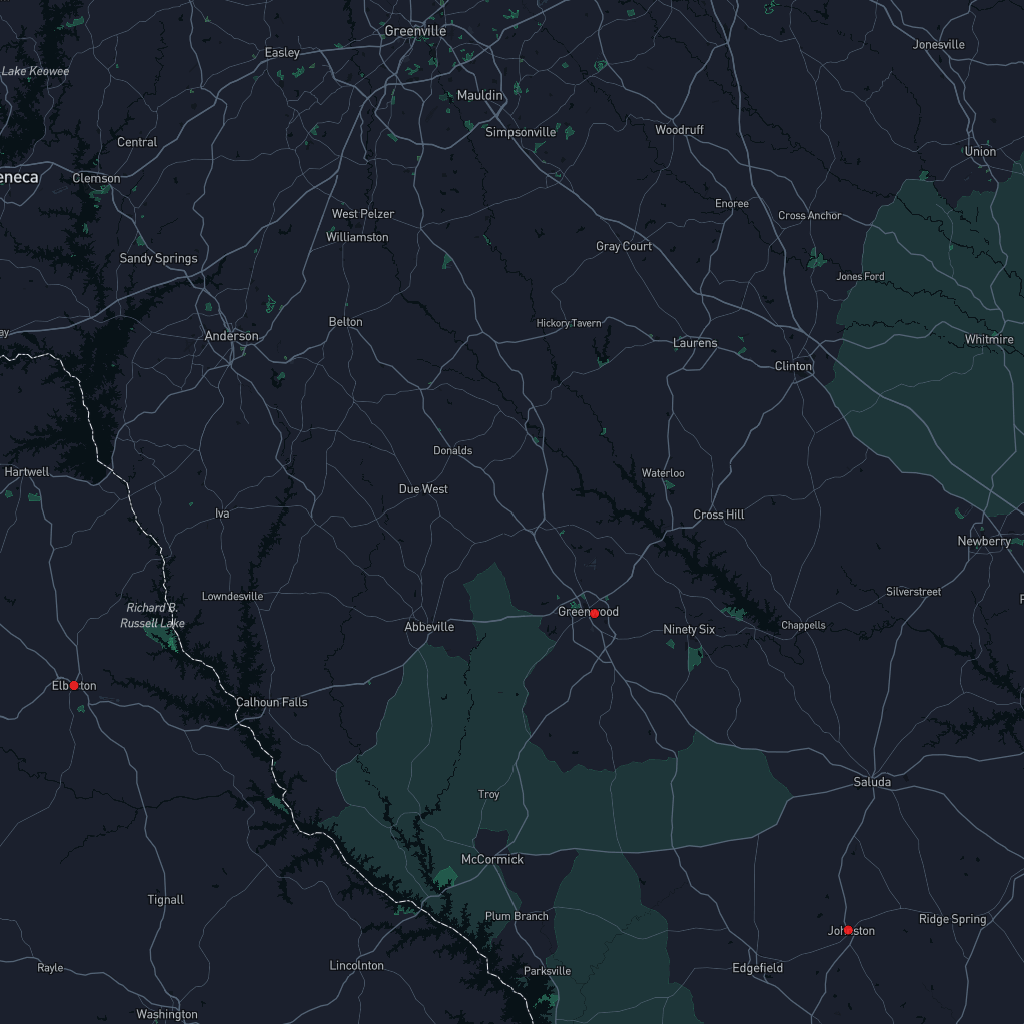 Greenville
Jonesville
Easley
Lake Keowee
Mauldin
Simpsonville
Woodruff
Central
Union
Clemson
eneca
Enoree
West Pelzer
Cross Anchor
Williamston
Gray Court
Sandy Springs
Jones Ford
Belton
Hickory Tavern
ay
Anderson
Laurens
Whitmire
Clinton
Donalds
Hartwell
Waterloo
Due West
Iva
Cross Hill
Newberry
Silverstreet
Lowndesville
Richard B.
Russell Lake
Greenwood
Abbeville
Ninety Six
Chappells
Elberton
Calhoun Falls
Saluda
Troy
McCormick
Tignall
Plum Branch
Ridge Spring
Johnston
Rayle
Lincolnton
Edgefield
Parksville
Washington